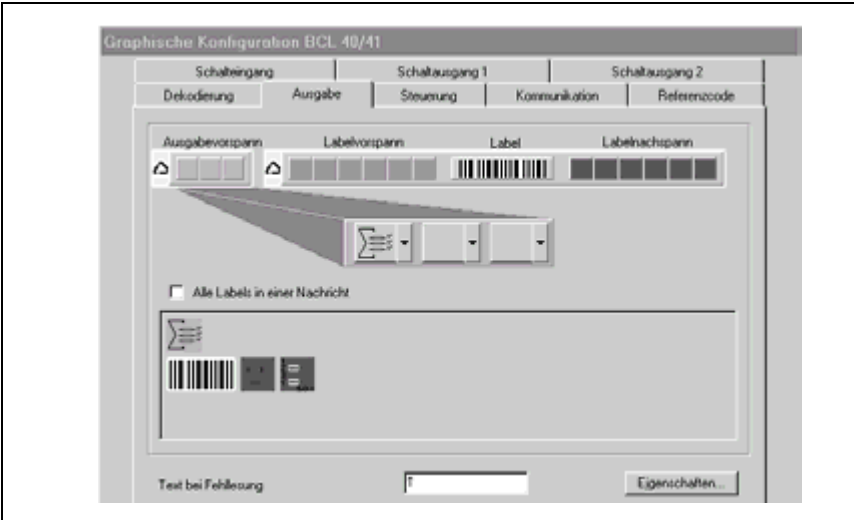 Graphische Konfiguration BCL 40/41
Schalteingang Schaltausgang 1 Schaltausgang 2
Dekodierung Ausgabe Steuerung Kommunikation Referenzcode
Ausgabevorspann Labelvorspann Label Labelnachspann
Alle Labels in einer Nachricht
Text bei Fehllesung Eigenschaften...